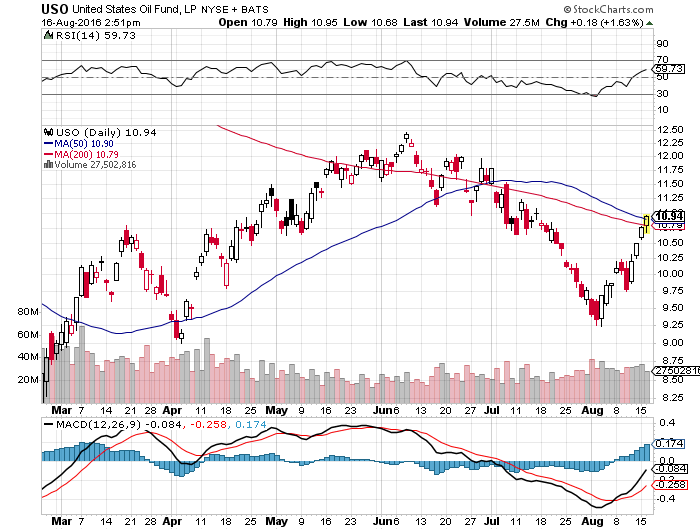 USO United States Oil Fund, LP NYSE + BATS
© StockCharts.com
16-Aug-2016 2:51pm
Open 10.79 High 10.95 Low 10.68 Last 10.94 Volume 27.5M Chg +0.18 (+1.63%)
RSI(14) 59.73
90
70
59.73
50
30
10
USO (Daily) 10.94
MA(50) 10.90
MA(200) 10.79
Volume 27,502,816
12.50
12.25
12.00
11.75
11.50
11.25
11.00
10.94
10.79
10.50
10.25
10.00
9.75
9.50
9.25
9.00
8.75
27502816
8.50
8.25
80M
60M
40M
20M
Mar 7 14 21 28 Apr 11 18 25 May 9 16 23 Jun 6 13 20 27 Jul 11 18 25 Aug 8 15
MACD(12,26,9) -0.084, -0.258, 0.174
0.4
0.174
0.0
-0.084
-0.258
-0.4
Mar 7 14 21 28 Apr 11 18 25 May 9 16 23 Jun 6 13 20 27 Jul 11 18 25 Aug 8 15